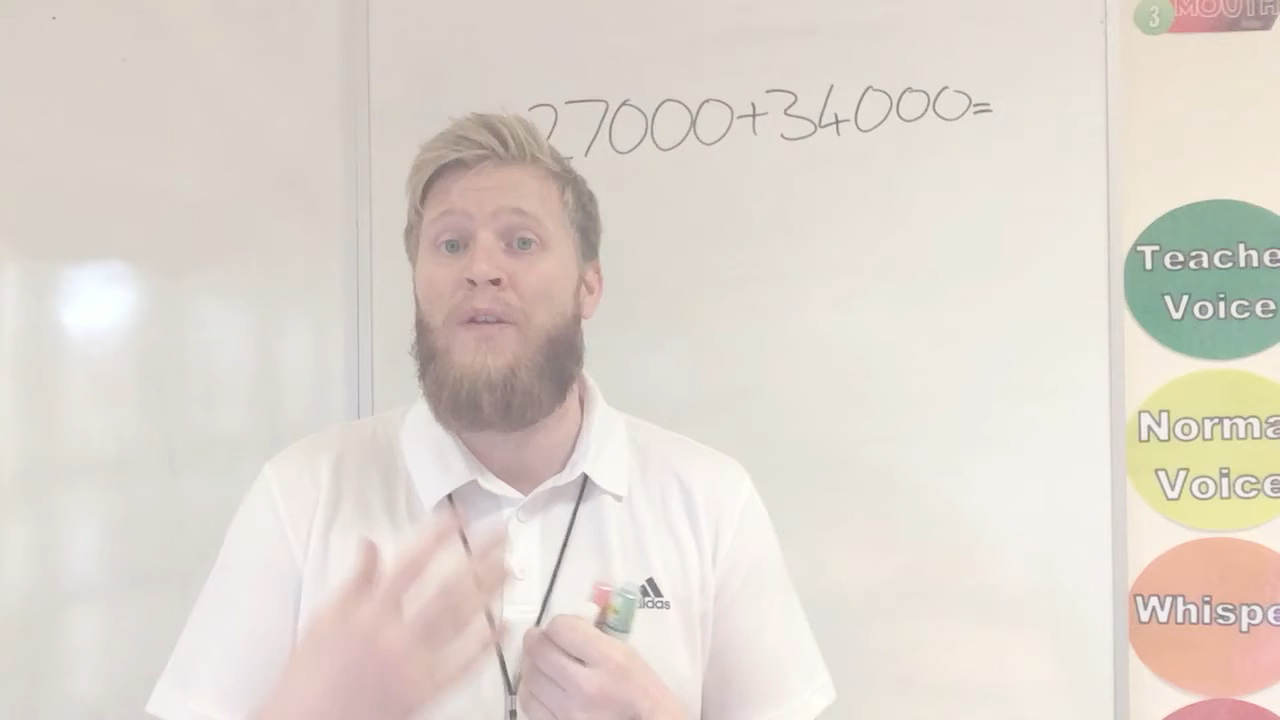 3 MOUTH
27000+34000=
Teache
Voice
Norma
Voice
adidas
Whispe